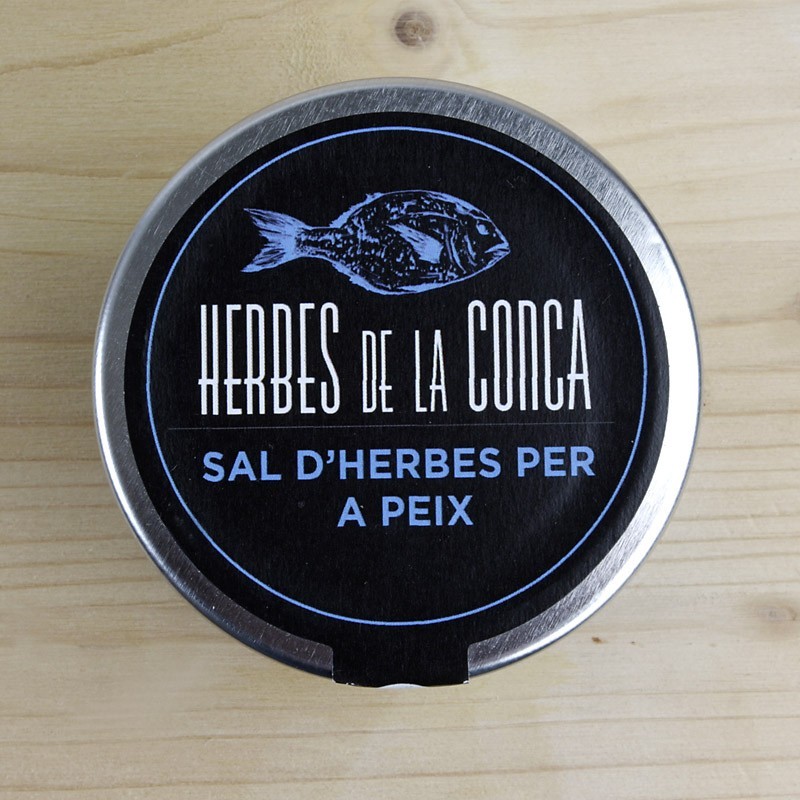 HERBES DE LA CONCA
SAL D'HERBES PER
A PEIX